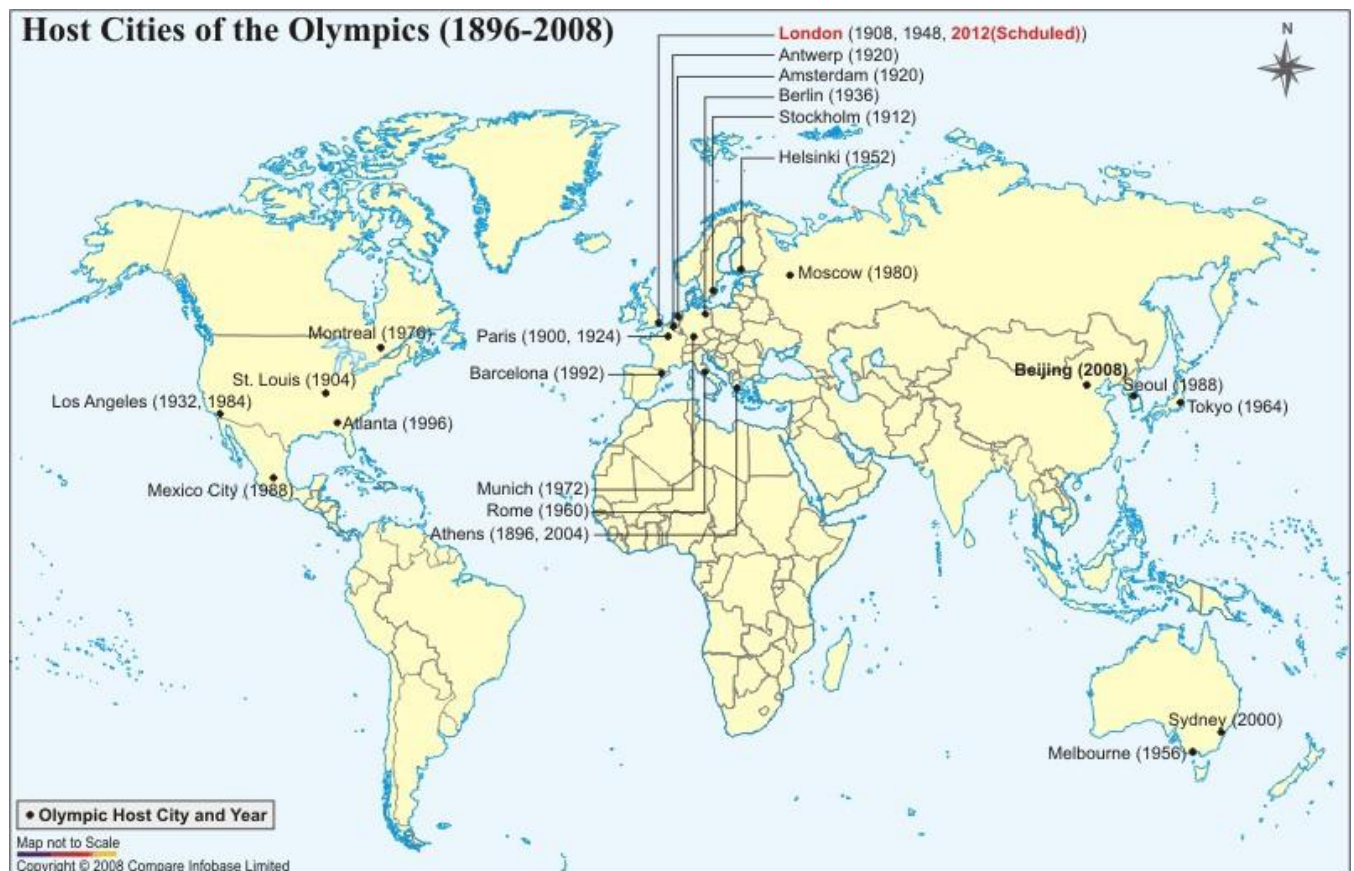 Host Cities of the Olympics (1896-2008)
London (1908, 1948, 2012(Schduled))
Antwerp (1920)
Amsterdam (1920)
Berlin (1936)
Stockholm (1912)
Helsinki (1952)
N
Moscow (1980)
Montreal (1976)
Paris (1900, 1924)
St. Louis (1904)
Barcelona (1992)
Beijing (2008)
Seoul (1988)
Los Angeles (1932, 1984)
Tokyo (1964)
Atlanta (1996)
Mexico City (1988)
Munich (1972)
Rome (1960)
Athens (1896, 2004)
Sydney (2000)
Melbourne (1956)
Olympic Host City and Year
Map not to Scale
Copyright © 2008 Compare Infobase Limited